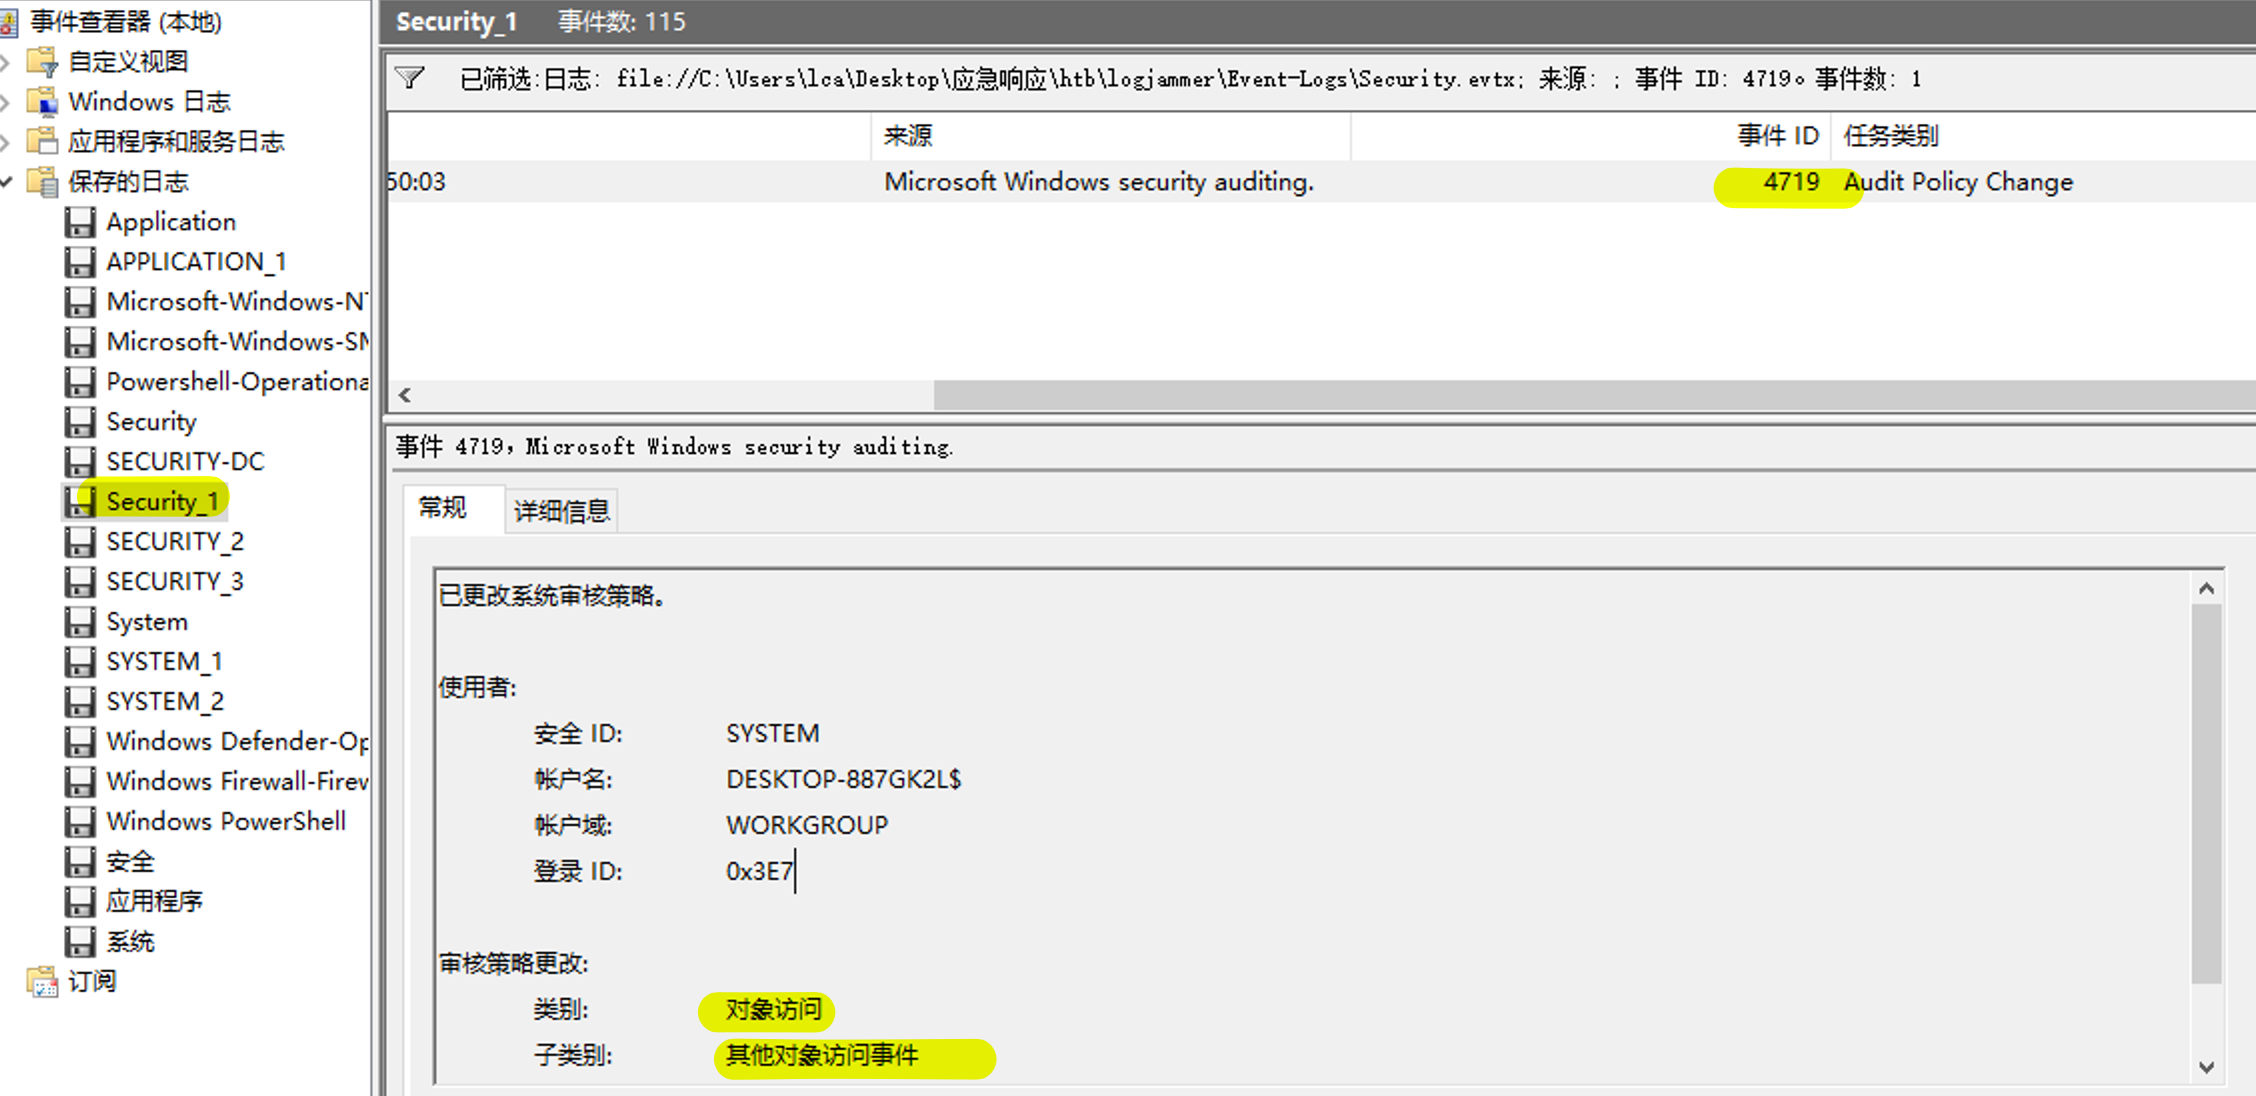 事件查看器 (本地)
自定义视图
Windows 日志
应用程序和服务日志
保存的日志
Application
APPLICATION_1
Microsoft-Windows-NT
Microsoft-Windows-SM
Powershell-Operationa
Security
SECURITY-DC
Security_1
SECURITY_2
SECURITY_3
System
SYSTEM_1
SYSTEM_2
Windows Defender-Op
Windows Firewall-Firew
Windows PowerShell
安全
应用程序
系统
订阅
Security_1 事件数: 115
已筛选:日志: file://C:\Users\lca\Desktop\应急响应\htb\logjammer\Event-Logs\Security.evtx; 来源: ; 事件 ID: 4719。事件数: 1
来源 事件 ID 任务类别
50:03 Microsoft Windows security auditing. 4719 Audit Policy Change
事件 4719，Microsoft Windows security auditing.
常规 详细信息
已更改系统审核策略。
使用者:
安全 ID: SYSTEM
帐户名: DESKTOP-887GK2L$
帐户域: WORKGROUP
登录 ID: 0x3E7
审核策略更改:
类别: 对象访问
子类别: 其他对象访问事件